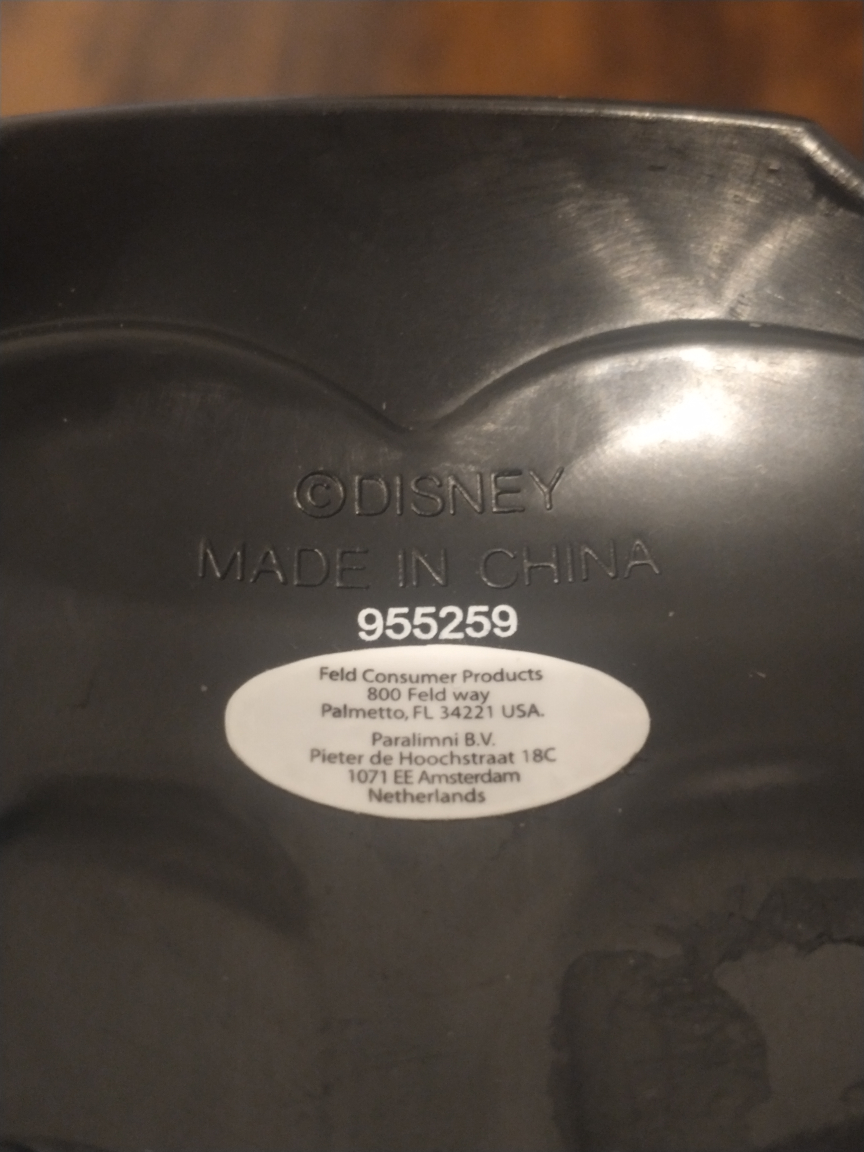 ©DISNEY
MADE IN CHINA
955259
Feld Consumer Products
800 Feld way
Palmetto, FL 34221 USA.
Paralimni B.V.
Pieter de Hoochstraat 18C
1071 EE Amsterdam
Netherlands